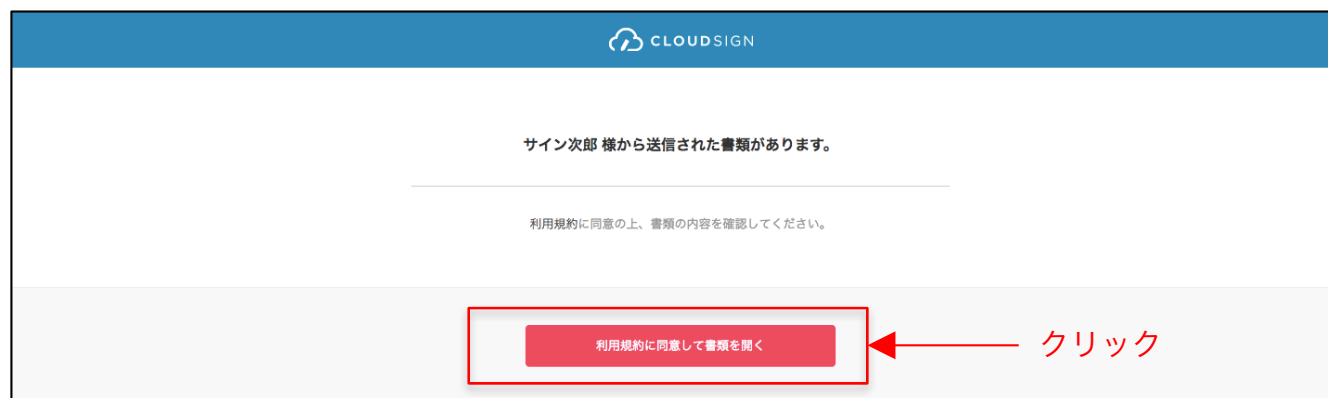 CLOUDSIGN
サイン次郎 様から送信された書類があります。
利用規約に同意の上、書類の内容を確認してください。
利用規約に同意して書類を開く
クリック